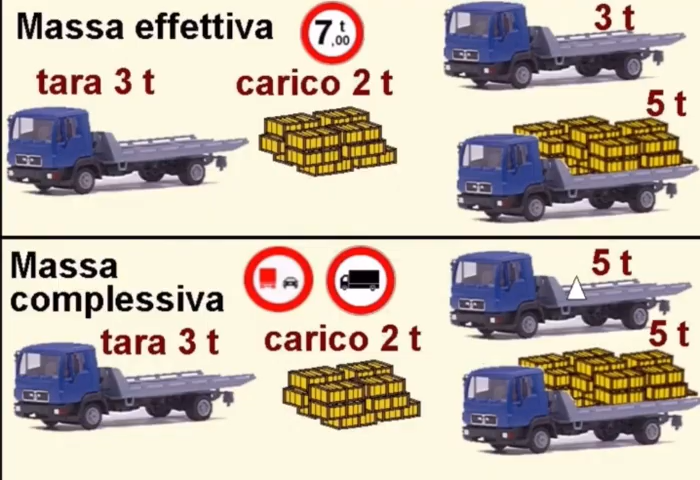 Massa effettiva
7 t
,00
3 t
tara 3 t
carico 2 t
5 t
Massa
complessiva
5 t
tara 3 t
carico 2 t
5 t